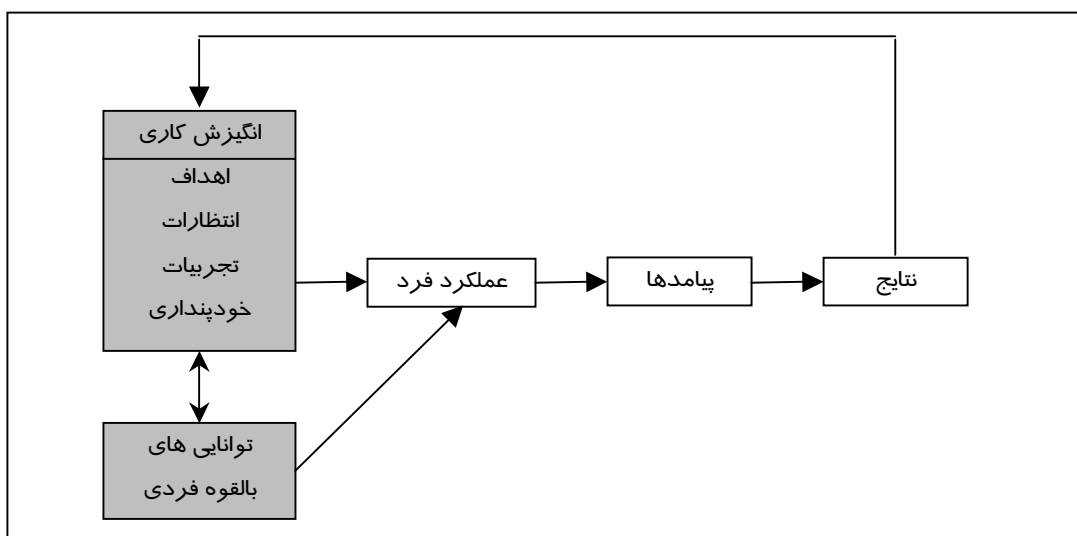 انگیزش کاری
اهداف
انتظارات
تجربیات
خودپنداری
عملکرد فرد
پیامدها
نتایج
توانایی های
بالقوه فردی